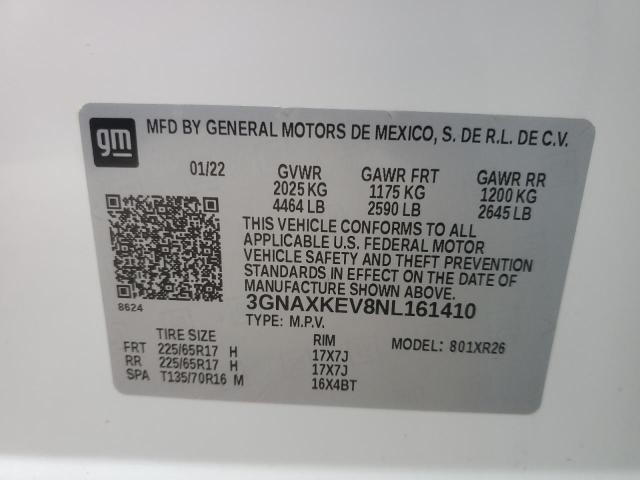 gm
MFD BY GENERAL MOTORS DE MEXICO, S. DE R.L. DE C.V.
01/22 GVWR GAWR FRT GAWR RR
2025 KG 1175 KG 1200 KG
4464 LB 2590 LB 2645 LB
THIS VEHICLE CONFORMS TO ALL
APPLICABLE U.S. FEDERAL MOTOR
VEHICLE SAFETY AND THEFT PREVENTION
STANDARDS IN EFFECT ON THE DATE OF
MANUFACTURE SHOWN ABOVE.
8624
3GNAXKEV8NL161410
TYPE: M.P.V.
TIRE SIZE RIM MODEL: 801XR26
FRT 225/65R17 H 17X7J
RR 225/65R17 H 17X7J
SPA T135/70R16 M 16X4BT